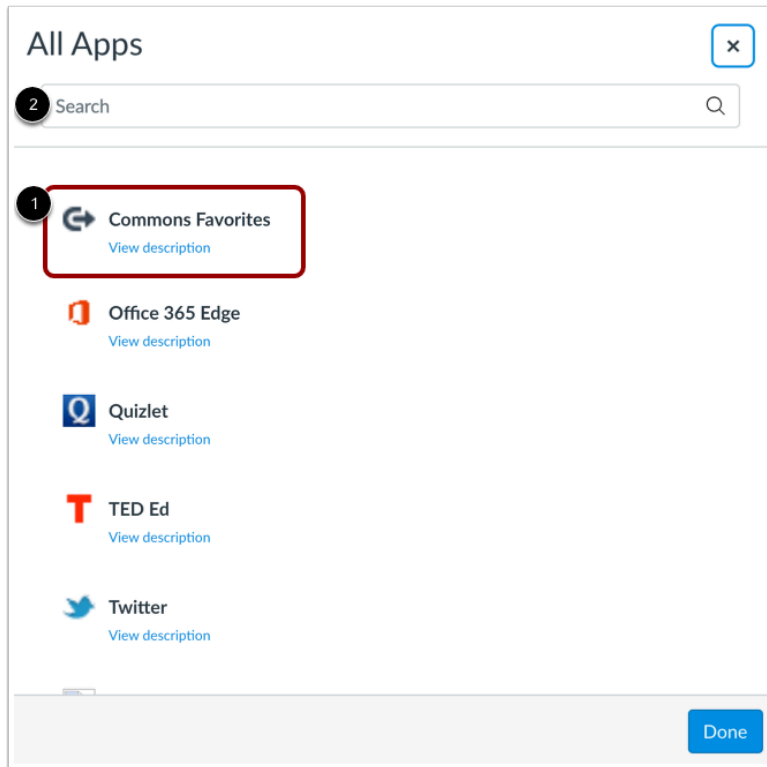 All Apps
×
2 Search
1
Commons Favorites
View description
Office 365 Edge
View description
Q Quizlet
View description
T TED Ed
View description
Twitter
View description
Done